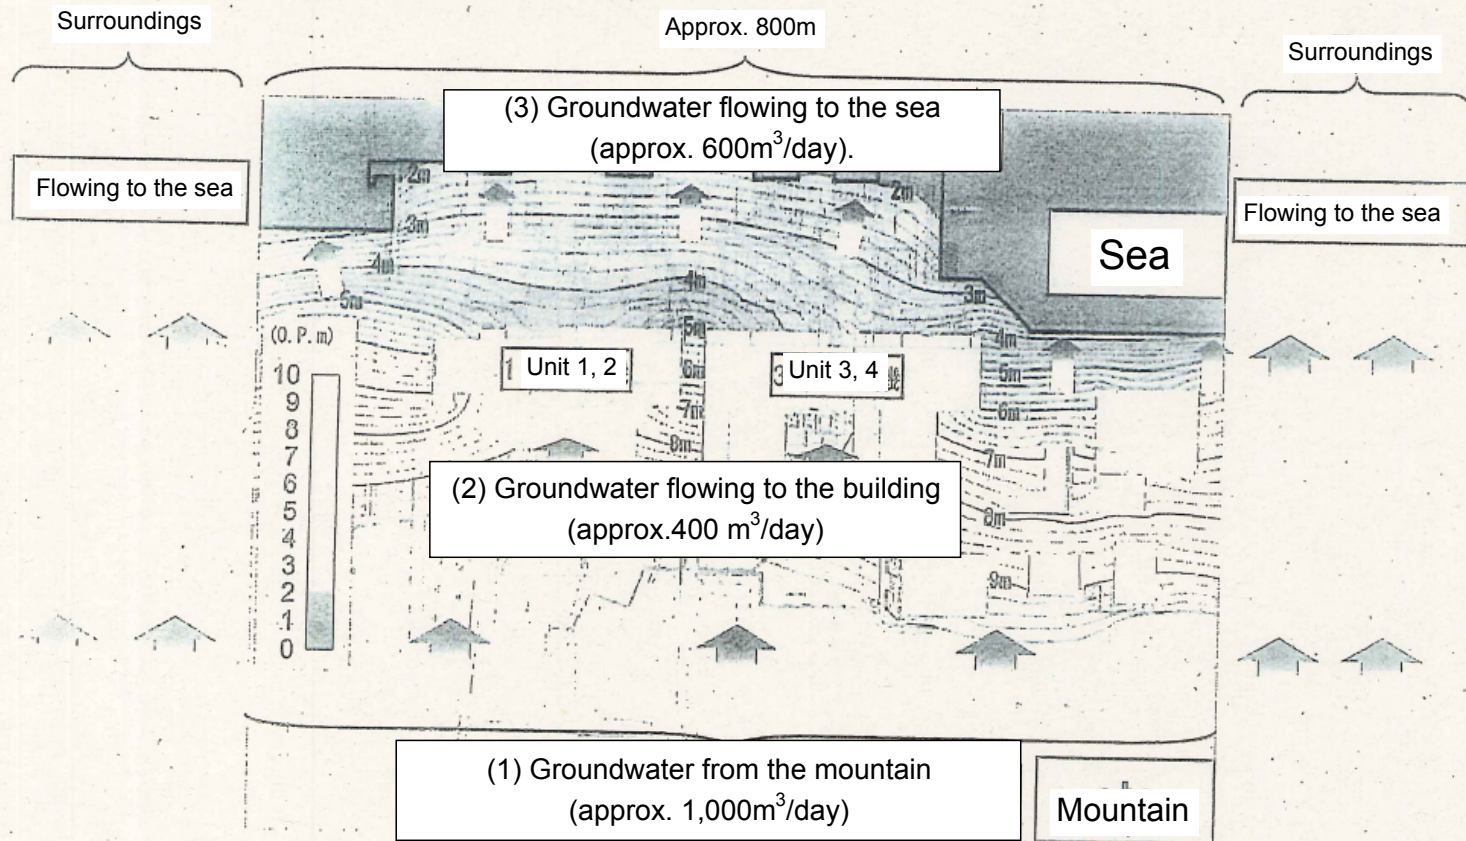 Surroundings
Approx. 800m
Surroundings
(3) Groundwater flowing to the sea
(approx. 600m³/day).
Flowing to the sea
Flowing to the sea
Sea
2m
2m
3m
4m
4m
3m
5m
5m
4m
(O.P.m)
Unit 1, 2
6m
Unit 3, 4
5m
7m
6m
8m
7m
10
9
8
7
6
5
4
3
2
1
0
(2) Groundwater flowing to the building
(approx.400 m³/day)
8m
9m
(1) Groundwater from the mountain
(approx. 1,000m³/day)
Mountain